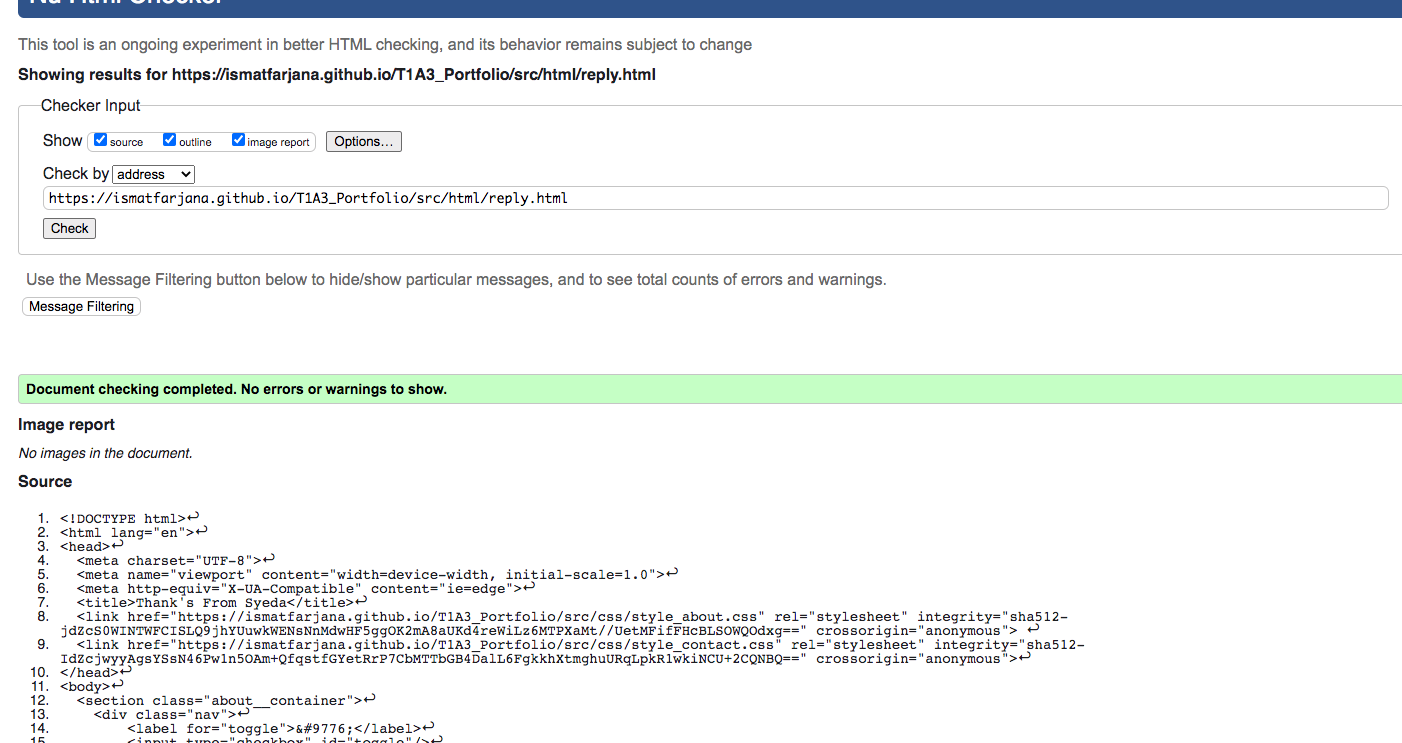 Nu Html Checker
This tool is an ongoing experiment in better HTML checking, and its behavior remains subject to change
Showing results for https://ismatfarjana.github.io/T1A3_Portfolio/src/html/reply.html
Checker Input
Show source outline image report Options...
Check by address
https://ismatfarjana.github.io/T1A3_Portfolio/src/html/reply.html
Check
Use the Message Filtering button below to hide/show particular messages, and to see total counts of errors and warnings.
Message Filtering
Document checking completed. No errors or warnings to show.
Image report
No images in the document.
Source
1. <!DOCTYPE html>↩
2. <html lang="en">↩
3. <head>↩
4. <meta charset="UTF-8">↩
5. <meta name="viewport" content="width=device-width, initial-scale=1.0">↩
6. <meta http-equiv="X-UA-Compatible" content="ie=edge">↩
7. <title>Thank's From Syeda</title>↩
8. <link href="https://ismatfarjana.github.io/T1A3_Portfolio/src/css/style_about.css" rel="stylesheet" integrity="sha512-
jdZcS0WINTWFCISLQ9jhYUuwkWENsNnMdwHF5ggOK2mA8aUKd4reWiLz6MTPXaMt//UetMFifFHcBLSOWQOdxg==" crossorigin="anonymous"> ↩
9. <link href="https://ismatfarjana.github.io/T1A3_Portfolio/src/css/style_contact.css" rel="stylesheet" integrity="sha512-
IdZcjwyyAgsYSsN46Pw1n5OAm+QfqstfGYetRrP7CbMTTbGB4DalL6FgkkhXtmghuURqLpkRlwkiNCU+2CQNBQ==" crossorigin="anonymous">↩
10. </head>↩
11. <body>↩
12. <section class="about__container">↩
13. <div class="nav">↩
14. <label for="toggle">&#9776;</label>↩
15. <input type="checkbox" id="toggle"/>↩